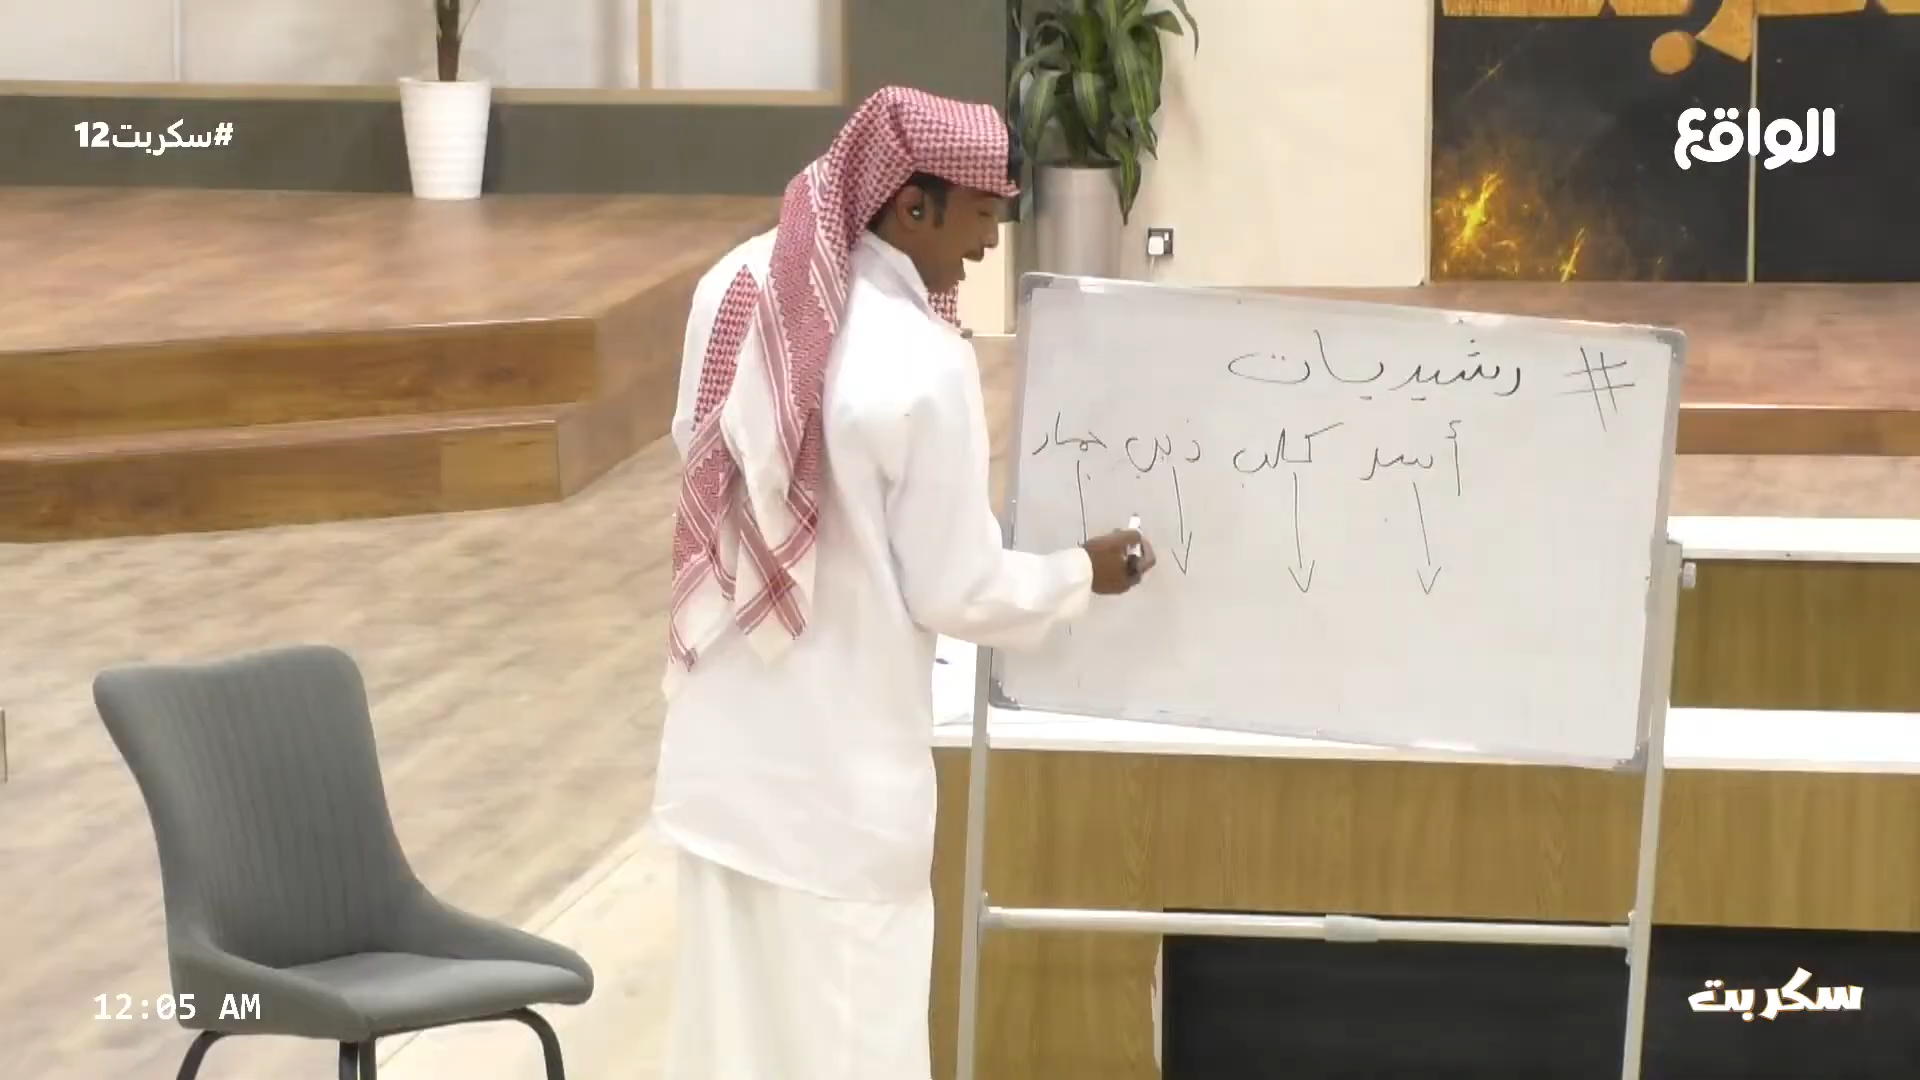 #سكربت12
الواقع
# رشيديات
أسد كلب ذيب حمار
12:05 AM
سكربت